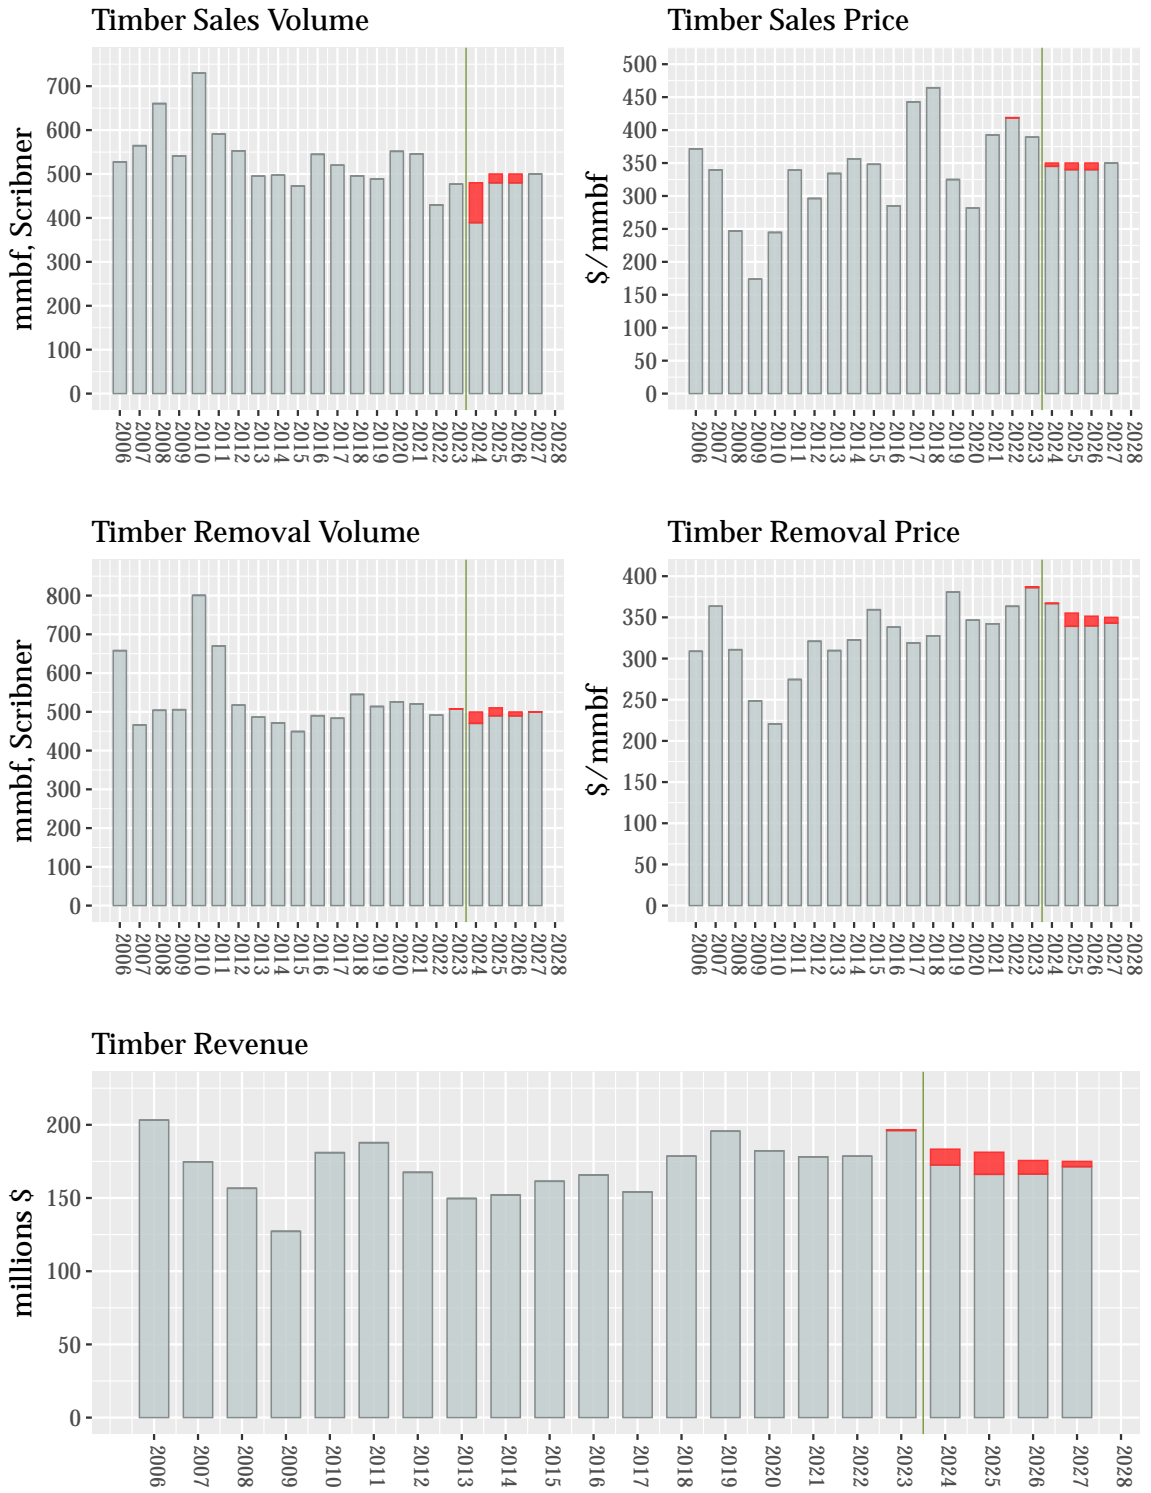 Timber Sales Volume
mmbf, Scribner
700
600
500
400
300
200
100
0
2006 2007 2008 2009 2010 2011 2012 2013 2014 2015 2016 2017 2018 2019 2020 2021 2022 2023 2024 2025 2026 2027 2028
Timber Sales Price
$/mmbf
500
450
400
350
300
250
200
150
100
50
0
2006 2007 2008 2009 2010 2011 2012 2013 2014 2015 2016 2017 2018 2019 2020 2021 2022 2023 2024 2025 2026 2027 2028
Timber Removal Volume
mmbf, Scribner
800
700
600
500
400
300
200
100
0
2006 2007 2008 2009 2010 2011 2012 2013 2014 2015 2016 2017 2018 2019 2020 2021 2022 2023 2024 2025 2026 2027 2028
Timber Removal Price
$/mmbf
400
350
300
250
200
150
100
50
0
2006 2007 2008 2009 2010 2011 2012 2013 2014 2015 2016 2017 2018 2019 2020 2021 2022 2023 2024 2025 2026 2027 2028
Timber Revenue
millions $
200
150
100
50
0
2006 2007 2008 2009 2010 2011 2012 2013 2014 2015 2016 2017 2018 2019 2020 2021 2022 2023 2024 2025 2026 2027 2028